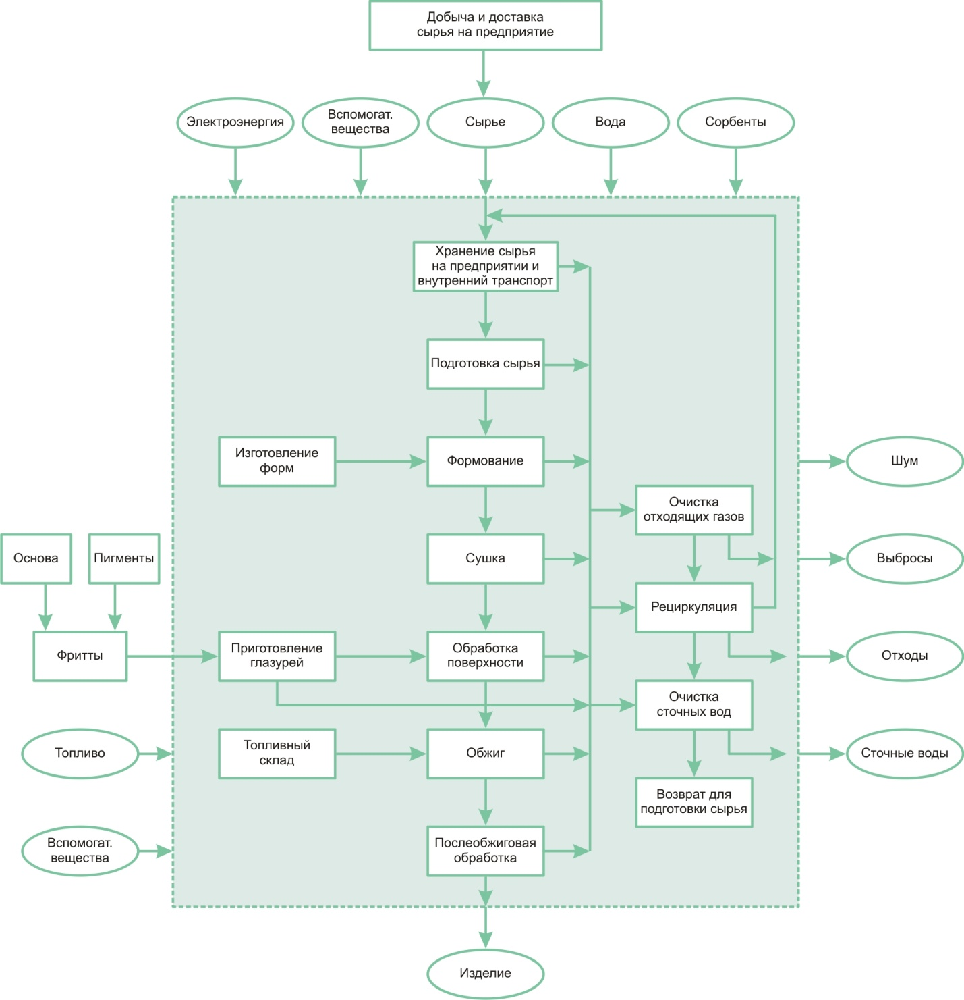 Добыча и доставка
сырья на предприятие
Электроэнергия
Вспомогат.
вещества
Сырье
Вода
Сорбенты
Хранение сырья
на предприятии и
внутренний транспорт
Подготовка сырья
Изготовление
форм
Формование
Шум
Очистка
отходящих газов
Основа
Пигменты
Сушка
Выбросы
Рециркуляция
Фритты
Приготовление
глазурей
Обработка
поверхности
Отходы
Очистка
сточных вод
Топливо
Топливный
склад
Обжиг
Сточные воды
Возврат для
подготовки сырья
Вспомогат.
вещества
Послеобжиговая
обработка
Изделие